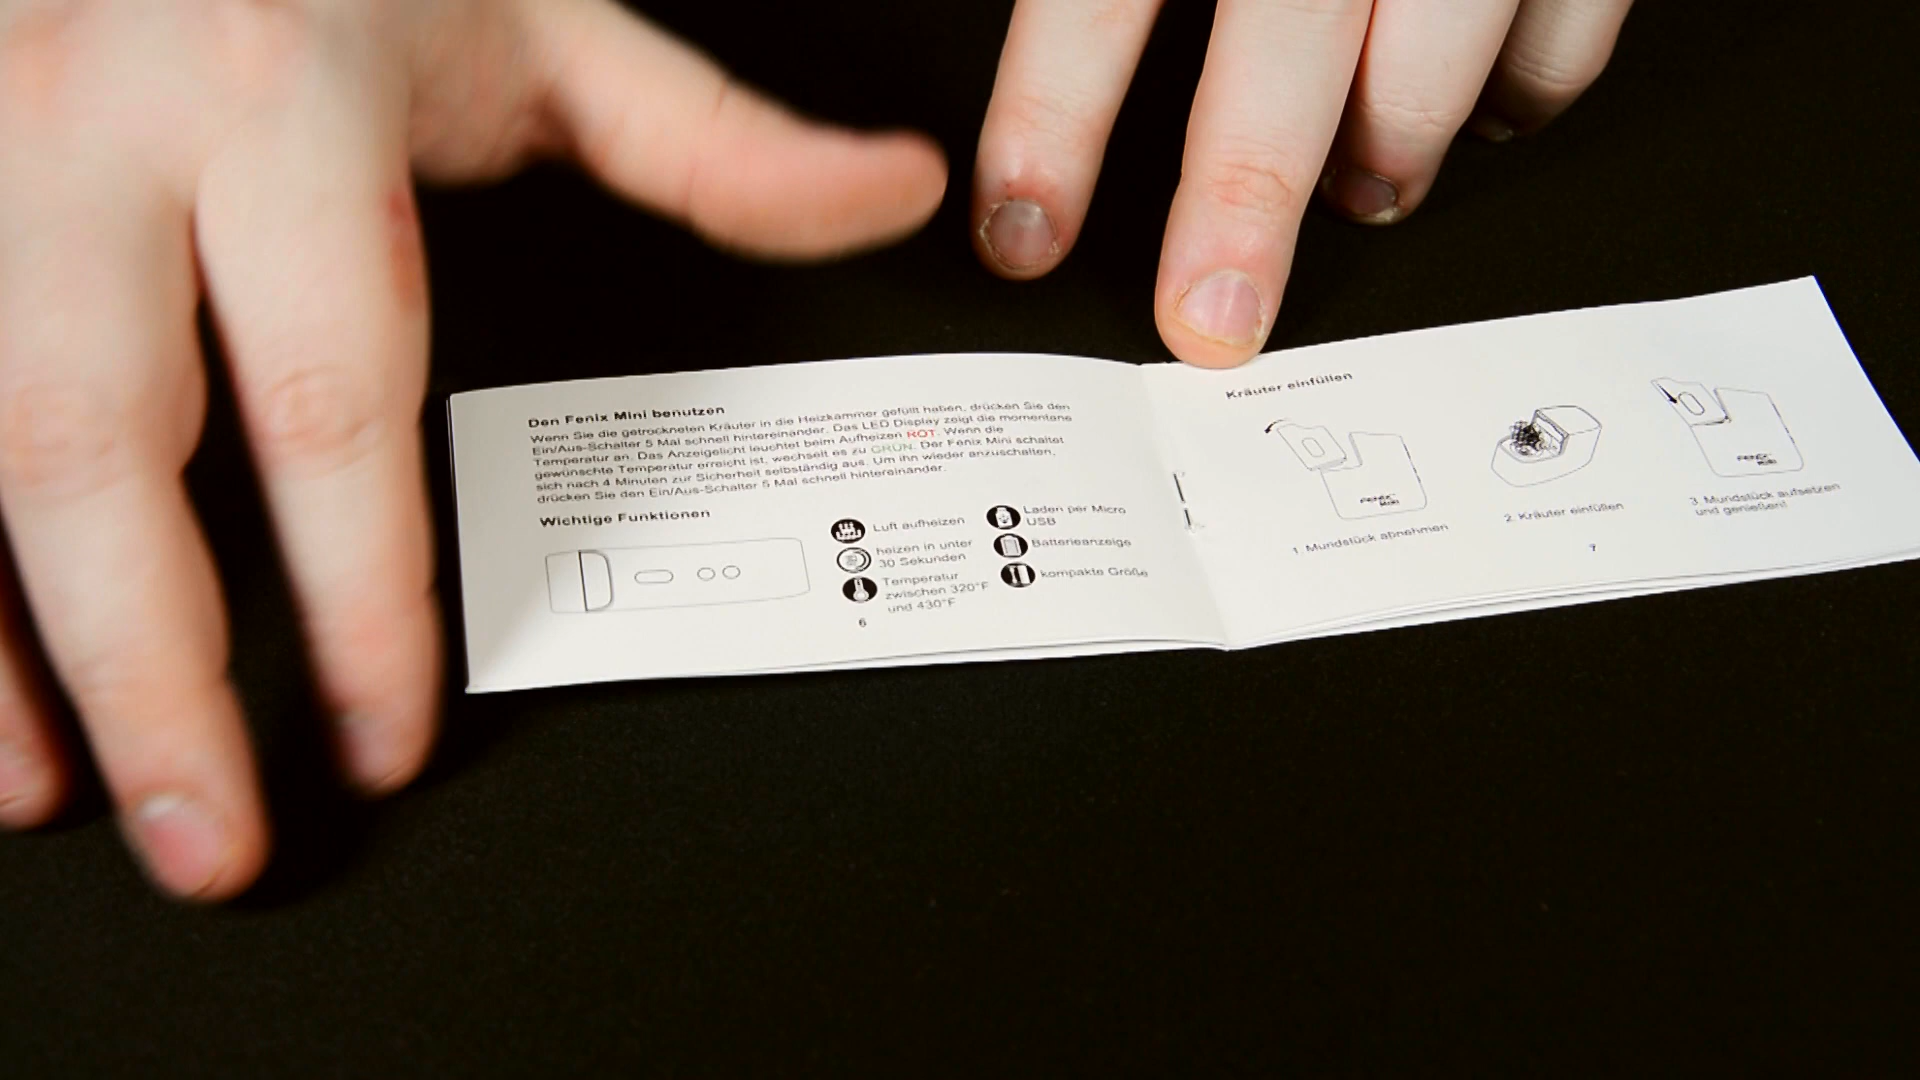 Den Fenix Mini benutzen
Wenn Sie die getrockneten Kräuter in die Heizkammer gefüllt haben, drücken Sie den
Ein/Aus-Schalter 5 Mal schnell hintereinander. Das LED Display zeigt die momentane
Temperatur an. Das Anzeigelicht leuchtet beim Aufheizen ROT. Wenn die
gewünschte Temperatur erreicht ist, wechselt es zu GRÜN. Der Fenix Mini schaltet
sich nach 4 Minuten zur Sicherheit selbständig aus. Um ihn wieder anzuschalten,
drücken Sie den Ein/Aus-Schalter 5 Mal schnell hintereinander.
Wichtige Funktionen
Luft aufheizen
heizen in unter
30 Sekunden
Temperatur
zwischen 320°F
und 430°F
Laden per Micro
USB
Batterieanzeige
kompakte Größe
6
Kräuter einfüllen
FENiX
MINI
FENiX
MINI
1. Mundstück abnehmen
2. Kräuter einfüllen
3. Mundstück aufsetzen
und genießen!
7